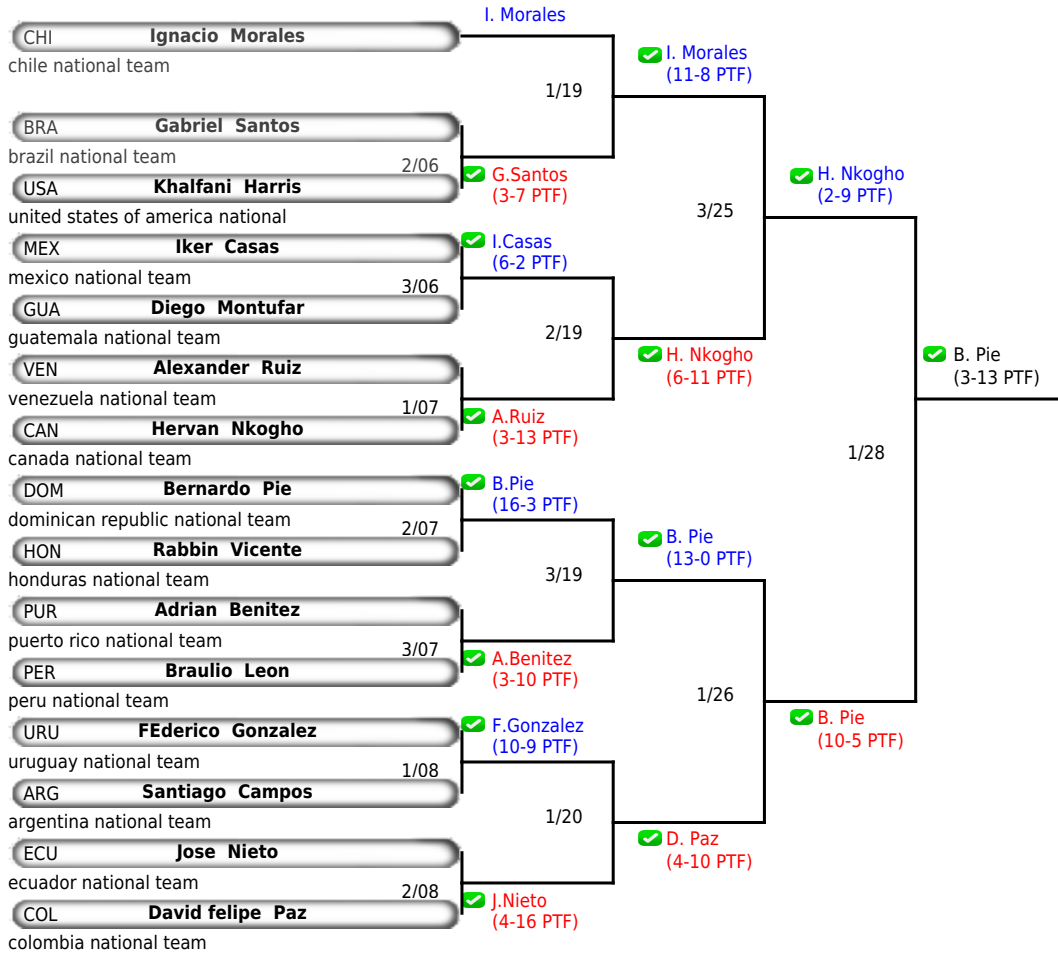 I. Morales
CHI Ignacio Morales
chile national team
I. Morales
(11-8 PTF)
1/19
BRA Gabriel Santos
brazil national team
2/06
G.Santos
(3-7 PTF)
USA Khalfani Harris
united states of america national
H. Nkogho
(2-9 PTF)
3/25
MEX Iker Casas
mexico national team
I.Casas
(6-2 PTF)
3/06
GUA Diego Montufar
guatemala national team
2/19
H. Nkogho
(6-11 PTF)
VEN Alexander Ruiz
venezuela national team
1/07
A.Ruiz
(3-13 PTF)
CAN Hervan Nkogho
canada national team
B. Pie
(3-13 PTF)
1/28
DOM Bernardo Pie
dominican republic national team
B.Pie
(16-3 PTF)
2/07
HON Rabbin Vicente
honduras national team
B. Pie
(13-0 PTF)
3/19
PUR Adrian Benitez
puerto rico national team
3/07
A.Benitez
(3-10 PTF)
PER Braulio Leon
peru national team
1/26
B. Pie
(10-5 PTF)
URU FEderico Gonzalez
uruguay national team
F.Gonzalez
(10-9 PTF)
1/08
ARG Santiago Campos
argentina national team
1/20
D. Paz
(4-10 PTF)
ECU Jose Nieto
ecuador national team
2/08
J.Nieto
(4-16 PTF)
COL David felipe Paz
colombia national team